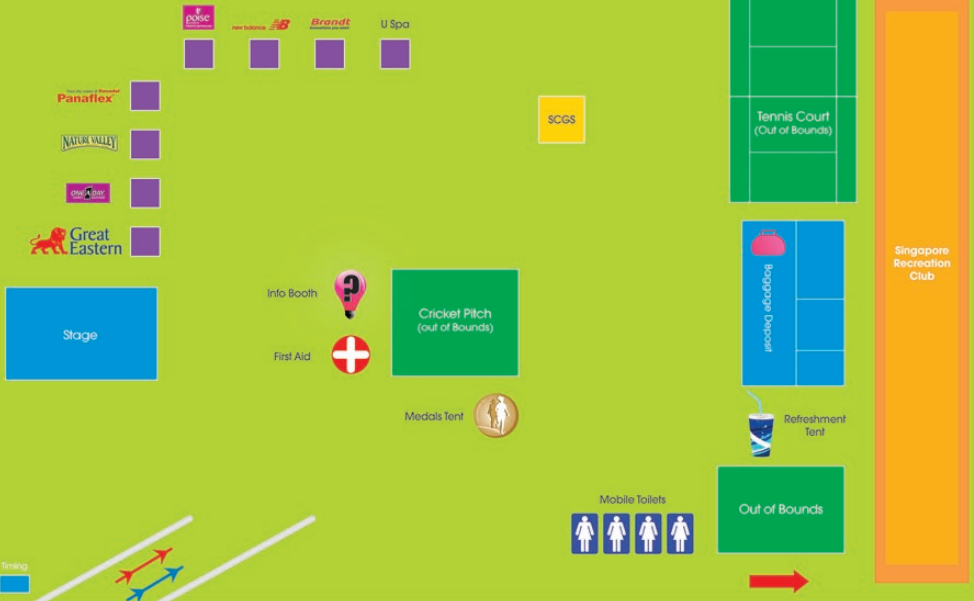 poise
new balance
Brandt
U Spa
Panaflex
NATURE VALLEY
ONE A DAY
Great
Eastern
SCGS
Tennis Court
(Out of Bounds)
Singapore
Recreation
Club
Baggage Deposit
Info Booth
?
Cricket Pitch
(out of Bounds)
Stage
First Aid
Medals Tent
Refreshment
Tent
Mobile Toilets
Out of Bounds
Timing